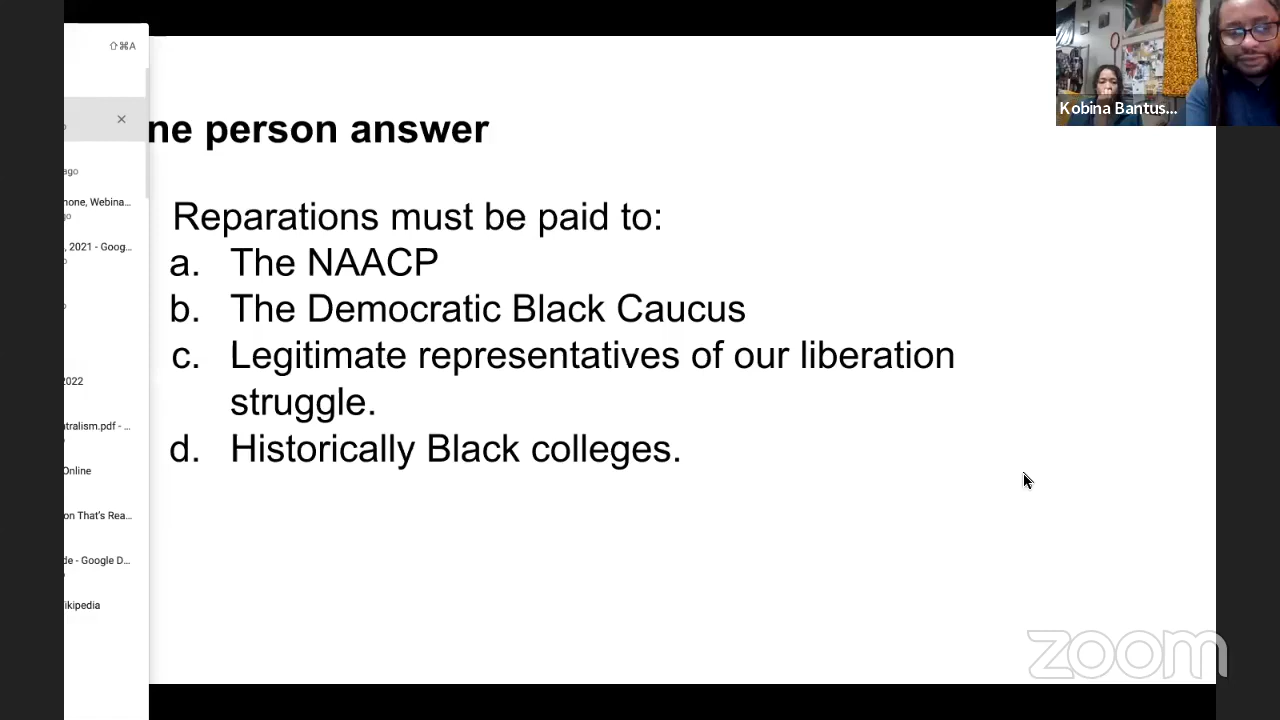 ⇧⌘A
ago
none, Webina…
go
, 2021 - Goog…
2022
tralism.pdf - …
Online
on That's Rea…
de - Google D…
ikipedia
ne person answer
Reparations must be paid to:
a. The NAACP
b. The Democratic Black Caucus
c. Legitimate representatives of our liberation
struggle.
d. Historically Black colleges.
Kobina Bantus...
zoom